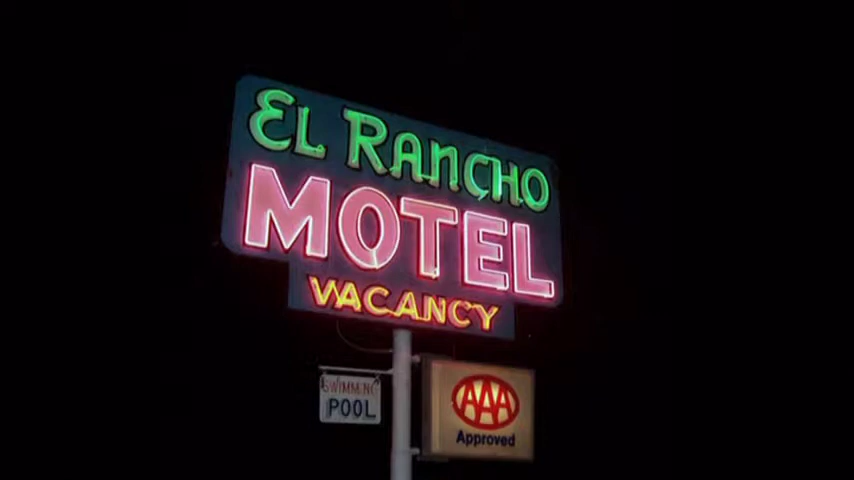 EL RANCHO
MOTEL
VACANCY
SWIMMING
POOL
AAA
Approved